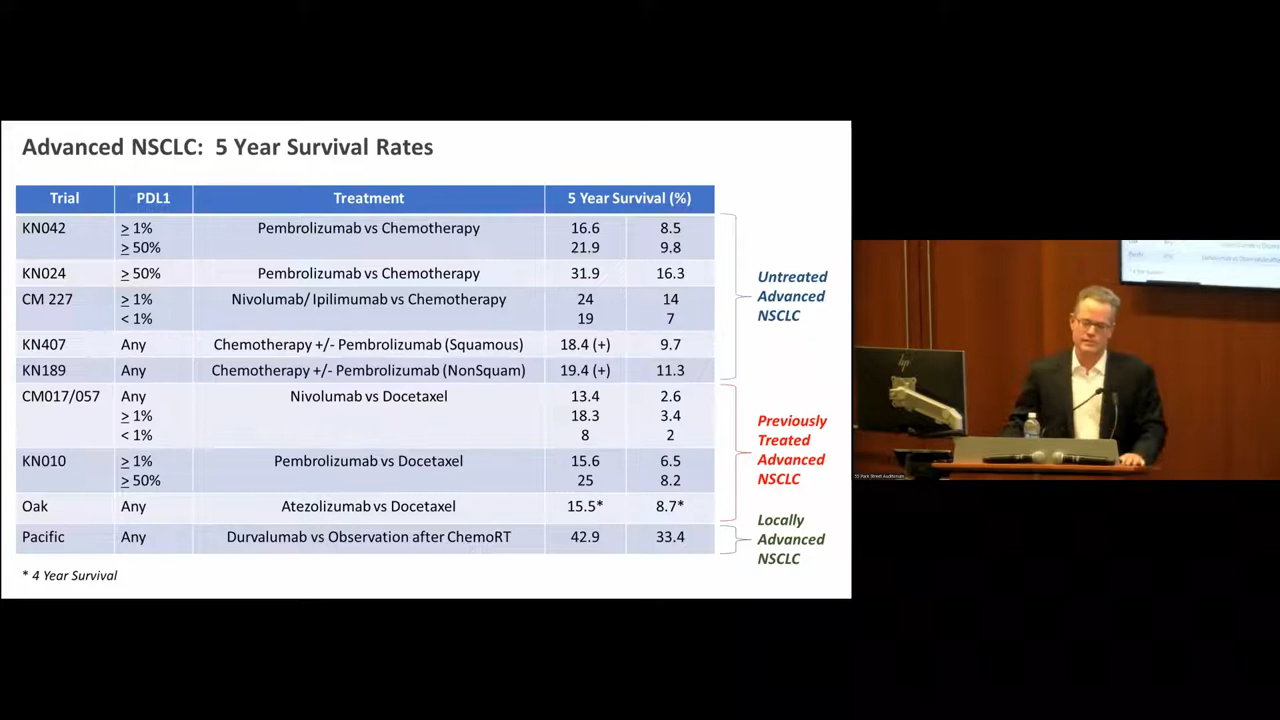 Advanced NSCLC: 5 Year Survival Rates
Trial PDL1 Treatment 5 Year Survival (%)
KN042 ≥ 1% Pembrolizumab vs Chemotherapy 16.6 8.5
≥ 50% 21.9 9.8
KN024 ≥ 50% Pembrolizumab vs Chemotherapy 31.9 16.3
CM 227 ≥ 1% Nivolumab/ Ipilimumab vs Chemotherapy 24 14
< 1% 19 7
KN407 Any Chemotherapy +/- Pembrolizumab (Squamous) 18.4 (+) 9.7
KN189 Any Chemotherapy +/- Pembrolizumab (NonSquam) 19.4 (+) 11.3
Untreated
Advanced
NSCLC
CM017/057 Any Nivolumab vs Docetaxel 13.4 2.6
≥ 1% 18.3 3.4
< 1% 8 2
KN010 ≥ 1% Pembrolizumab vs Docetaxel 15.6 6.5
≥ 50% 25 8.2
Oak Any Atezolizumab vs Docetaxel 15.5* 8.7*
Previously
Treated
Advanced
NSCLC
Pacific Any Durvalumab vs Observation after ChemoRT 42.9 33.4
Locally
Advanced
NSCLC
* 4 Year Survival
hp
55 Park Street Auditorium